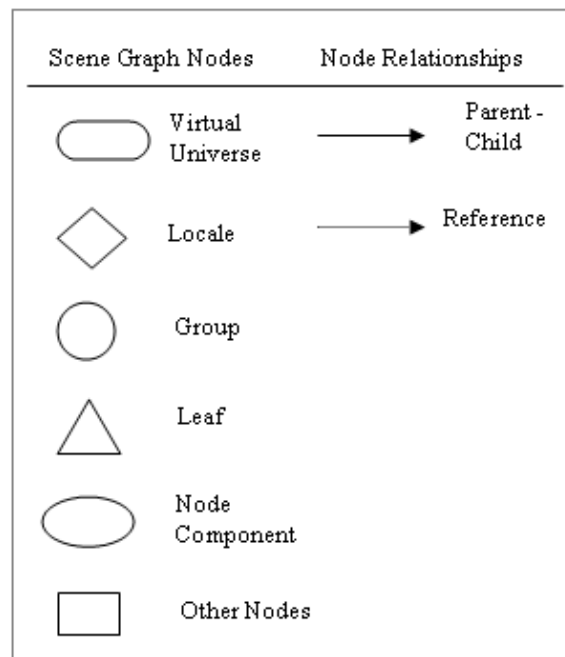 Scene Graph Nodes
Node Relationships
Virtual
Universe
Parent -
Child
Locale
Reference
Group
Leaf
Node
Component
Other Nodes